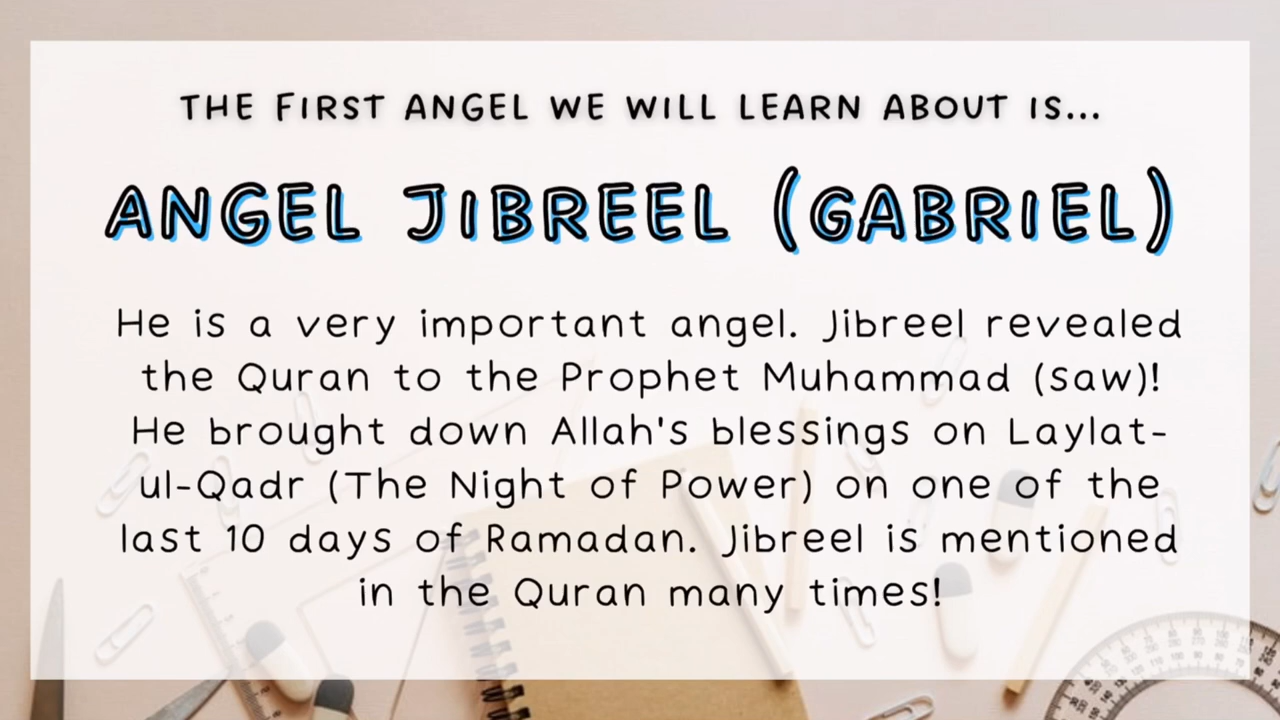 THE FIRST ANGEL WE WILL LEARN ABOUT IS...
ANGEL JIBREEL (GABRIEL)
He is a very important angel. Jibreel revealed
the Quran to the Prophet Muhammad (saw)!
He brought down Allah's blessings on Laylat-
ul-Qadr (The Night of Power) on one of the
last 10 days of Ramadan. Jibreel is mentioned
in the Quran many times!